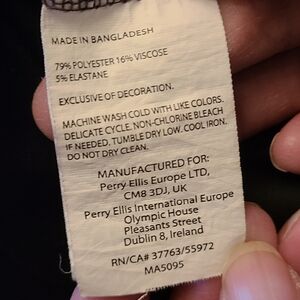 MADE IN BANGLADESH
79% POLYESTER 16% VISCOSE
5% ELASTANE
EXCLUSIVE OF DECORATION.
MACHINE WASH COLD WITH LIKE COLORS.
DELICATE CYCLE. NON-CHLORINE BLEACH
IF NEEDED. TUMBLE DRY LOW. COOL IRON.
DO NOT DRY CLEAN.
MANUFACTURED FOR:
Perry Ellis Europe LTD,
CM8 3DJ, UK
Perry Ellis International Europe
Olympic House
Pleasants Street
Dublin 8, Ireland
RN/CA# 37763/55972
MA5095